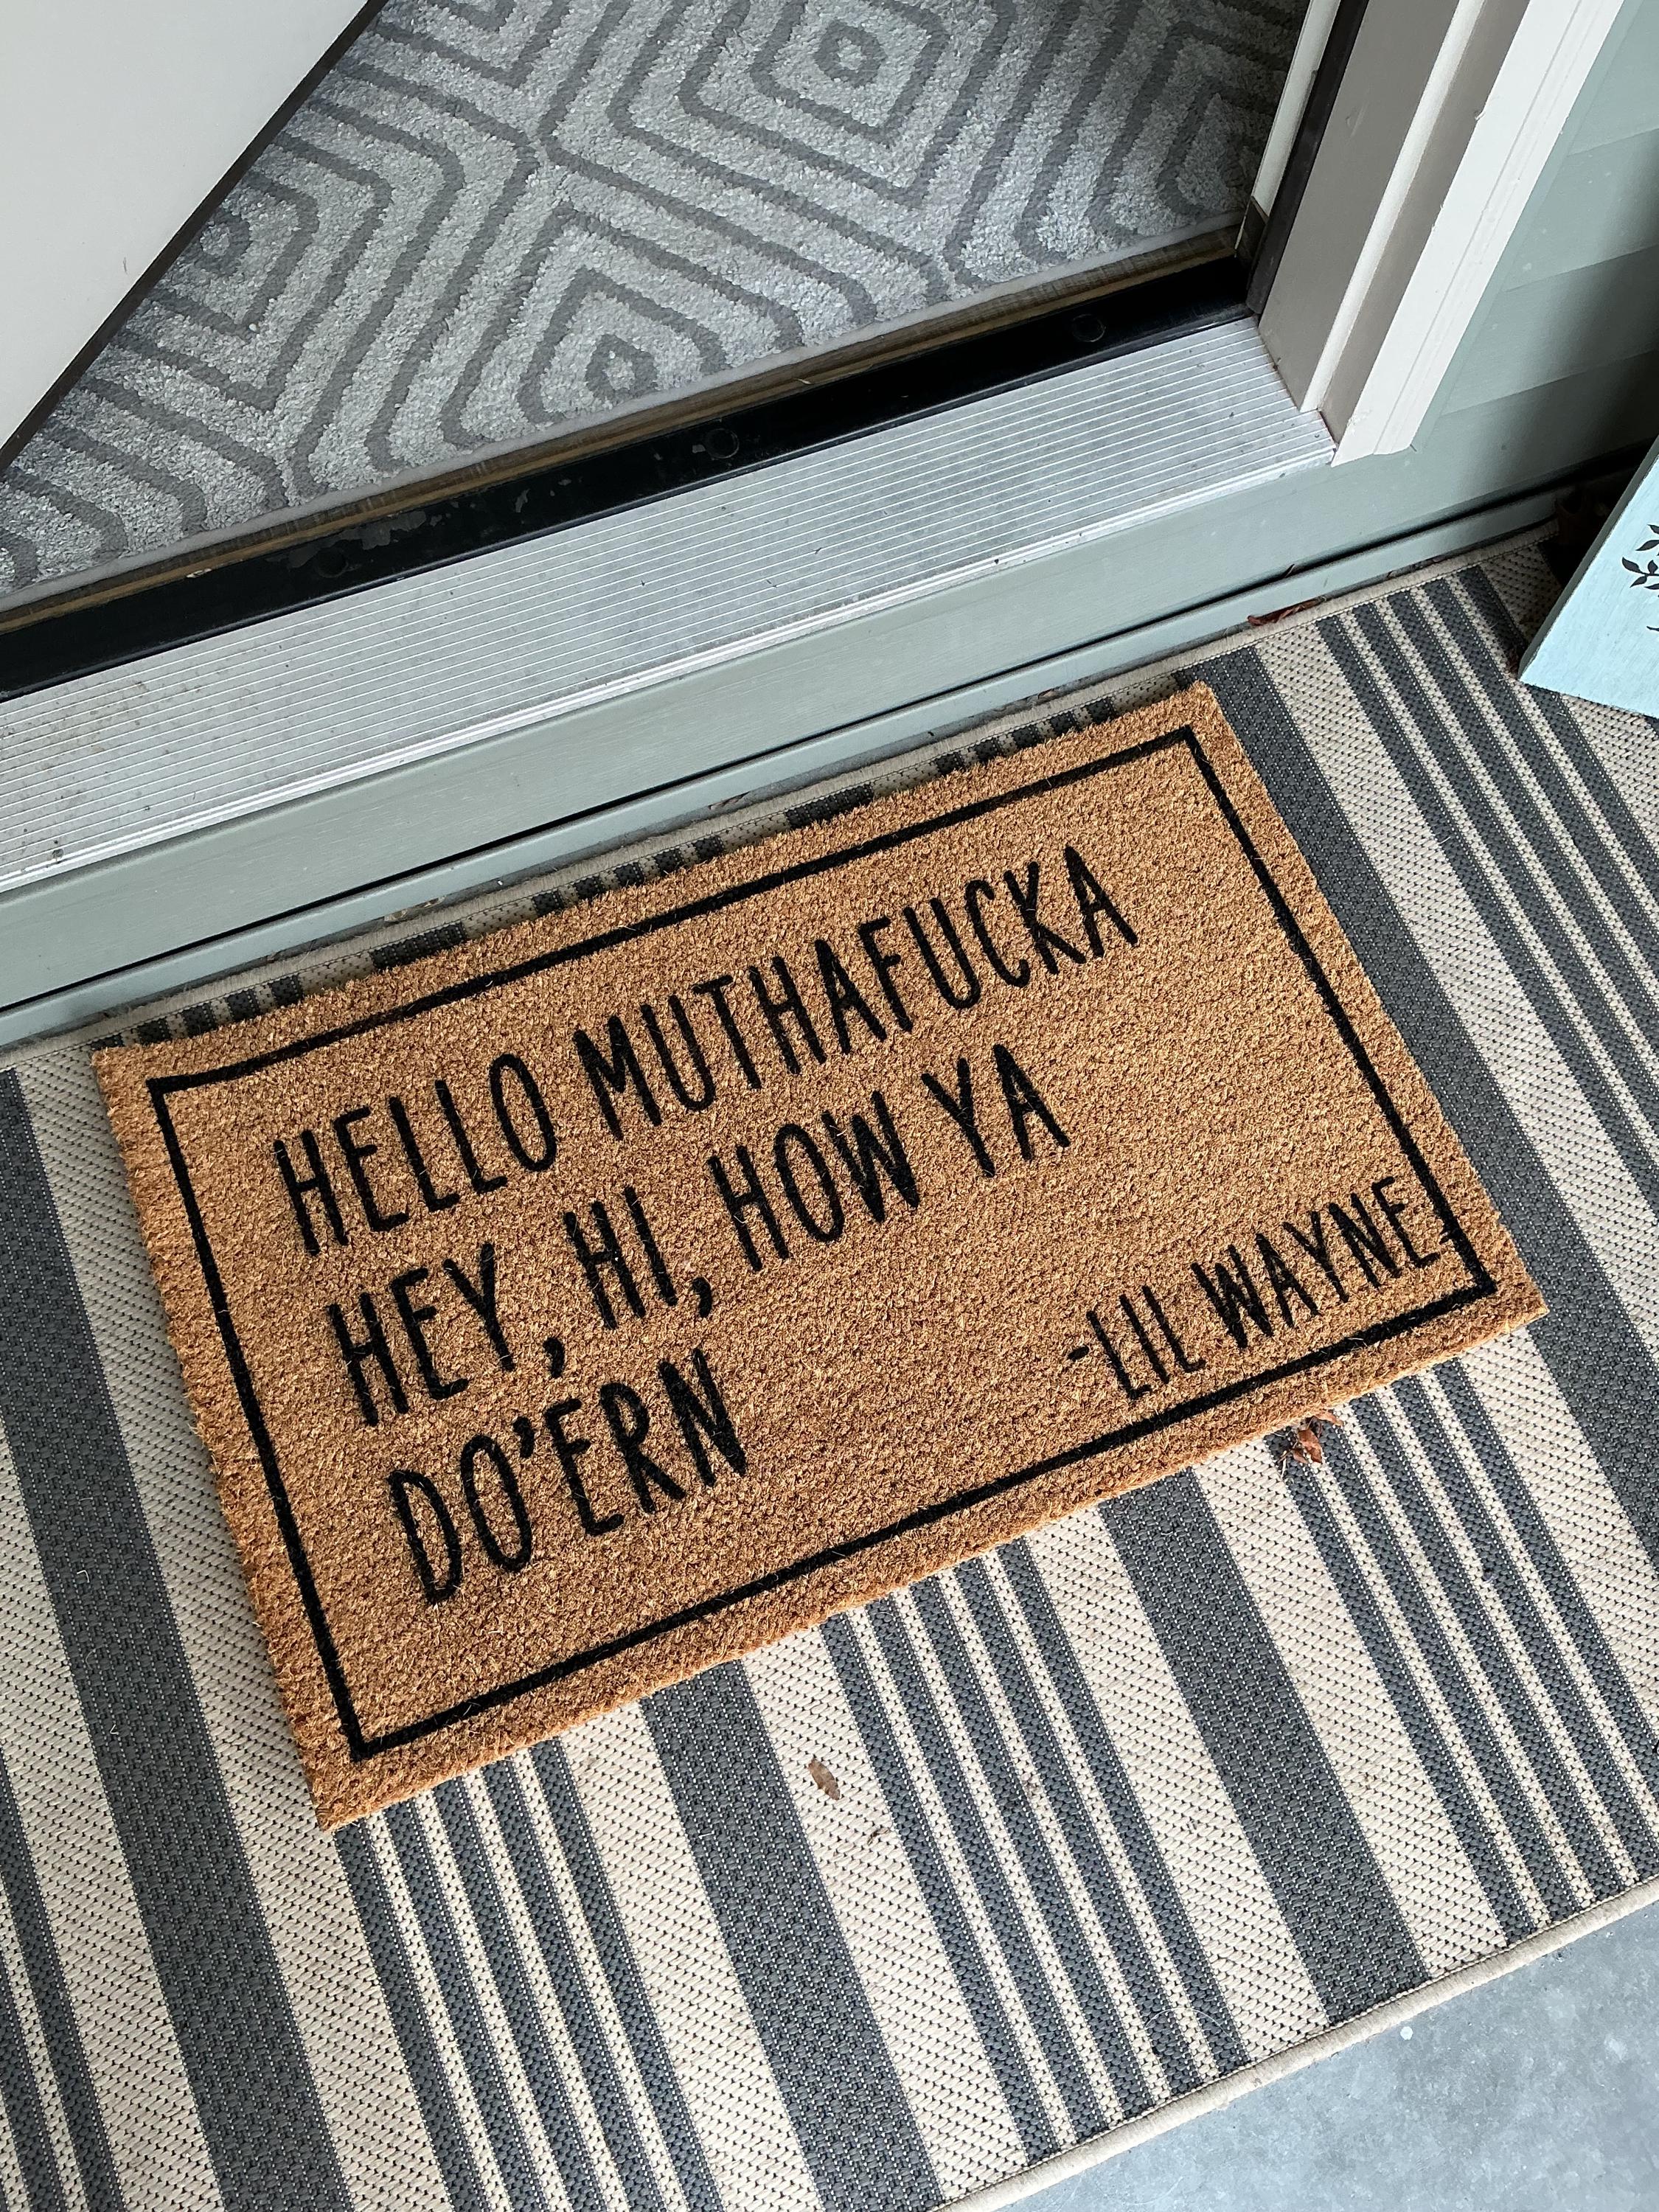 HELLO MUTHAFUCKA
HEY, HI, HOW YA
DO'ERN
-LIL WAYNE